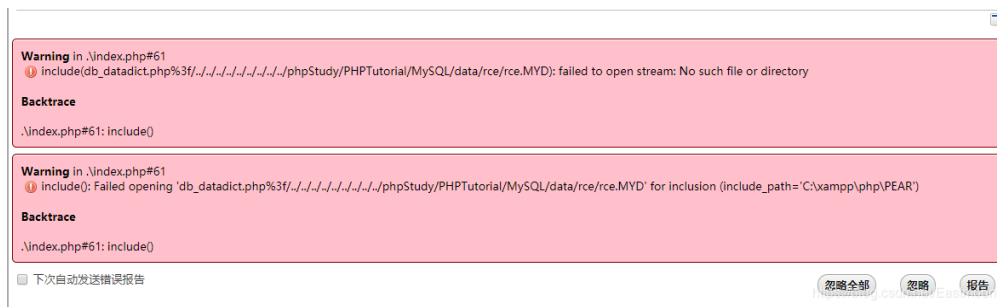 Warning in .\index.php#61
include(db_datadict.php%3f/../../../../../../../../../phpStudy/PHPTutorial/MySQL/data/rce/rce.MYD): failed to open stream: No such file or directory
Backtrace
.\index.php#61: include()
Warning in .\index.php#61
include(): Failed opening 'db_datadict.php%3f/../../../../../../../../../phpStudy/PHPTutorial/MySQL/data/rce/rce.MYD' for inclusion (include_path='C:\xampp\php\PEAR')
Backtrace
.\index.php#61: include()
下次自动发送错误报告
忽略全部 忽略 报告